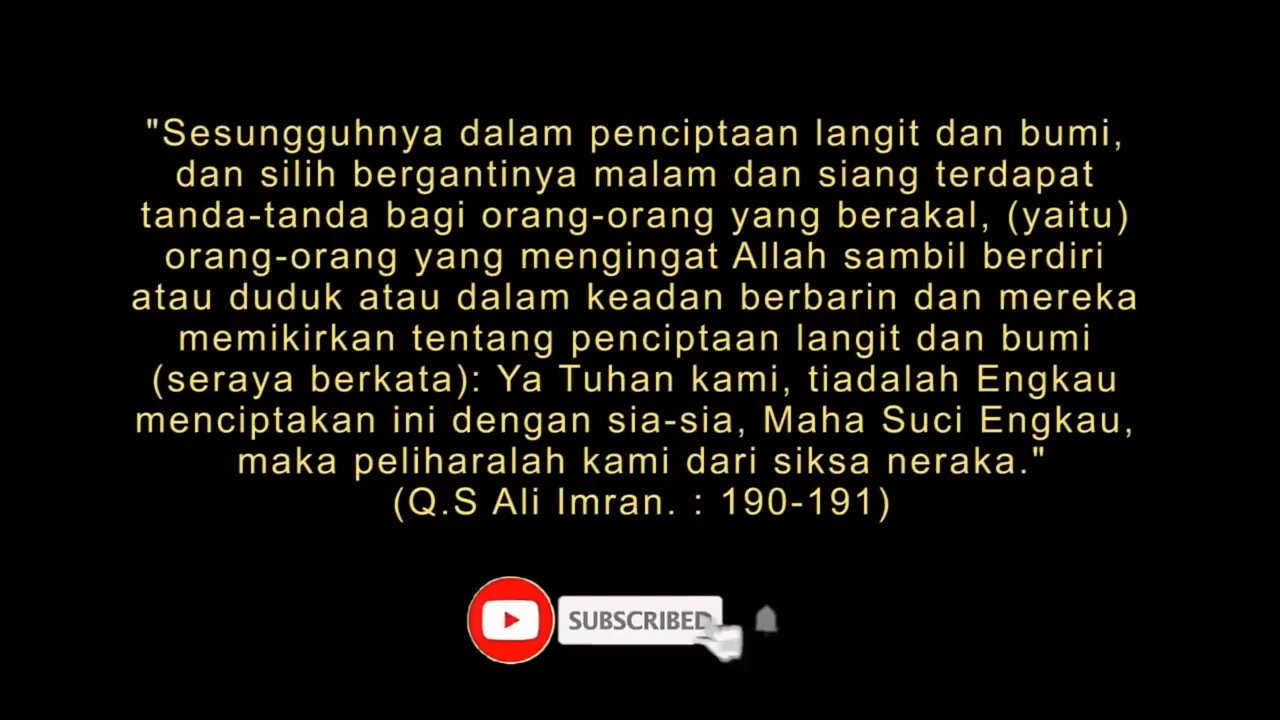 "Sesungguhnya dalam penciptaan langit dan bumi,
dan silih bergantinya malam dan siang terdapat
tanda-tanda bagi orang-orang yang berakal, (yaitu)
orang-orang yang mengingat Allah sambil berdiri
atau duduk atau dalam keadan berbarin dan mereka
memikirkan tentang penciptaan langit dan bumi
(seraya berkata): Ya Tuhan kami, tiadalah Engkau
menciptakan ini dengan sia-sia, Maha Suci Engkau,
maka peliharalah kami dari siksa neraka."
(Q.S Ali Imran. : 190-191)
SUBSCRIBED